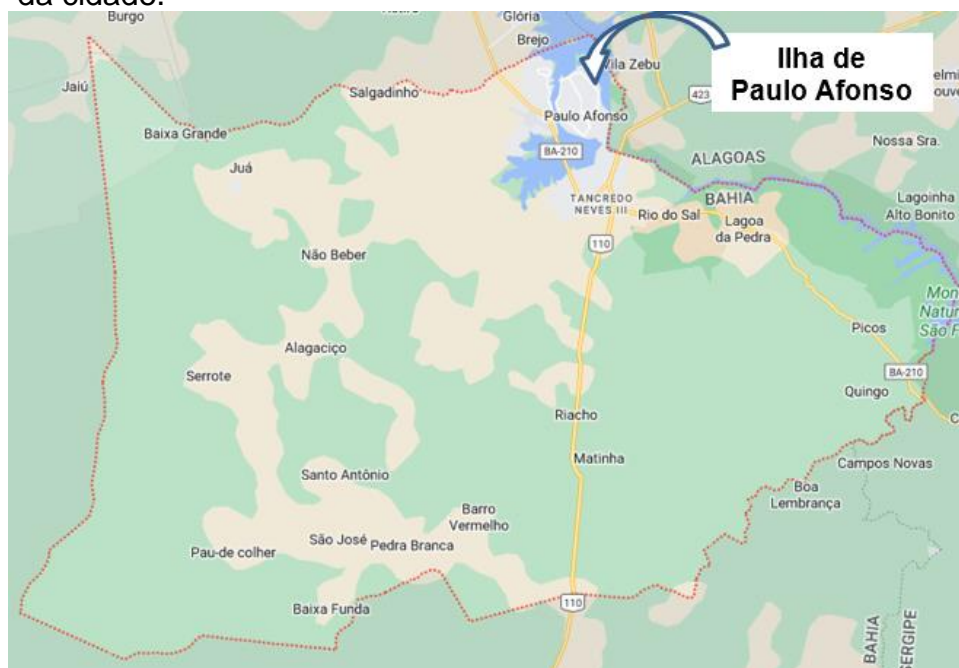 da cidade.
Burgo
Glória
Brejo
Ilha de
Paulo Afonso
Vila Zebu
Jaiú
Salgadinho
423
Paulo Afonso
Baixa Grande
BA-210
Nossa Sra.
Juá
ALAGOAS
TANCREDO
NEVES III
BAHIA
Lagoinha
Alto Bonito
Rio do Sal
Lagoa
da Pedra
110
Não Beber
Mon
Natur
São F
Picos
Alagaciço
Serrote
BA-210
Quingo
Riacho
C
Matinha
Santo Antônio
Campos Novas
Boa
Lembrança
Barro
Vermelho
São José
Pedra Branca
Pau-de colher
Baixa Funda
110
BAHIA
SERGIPE